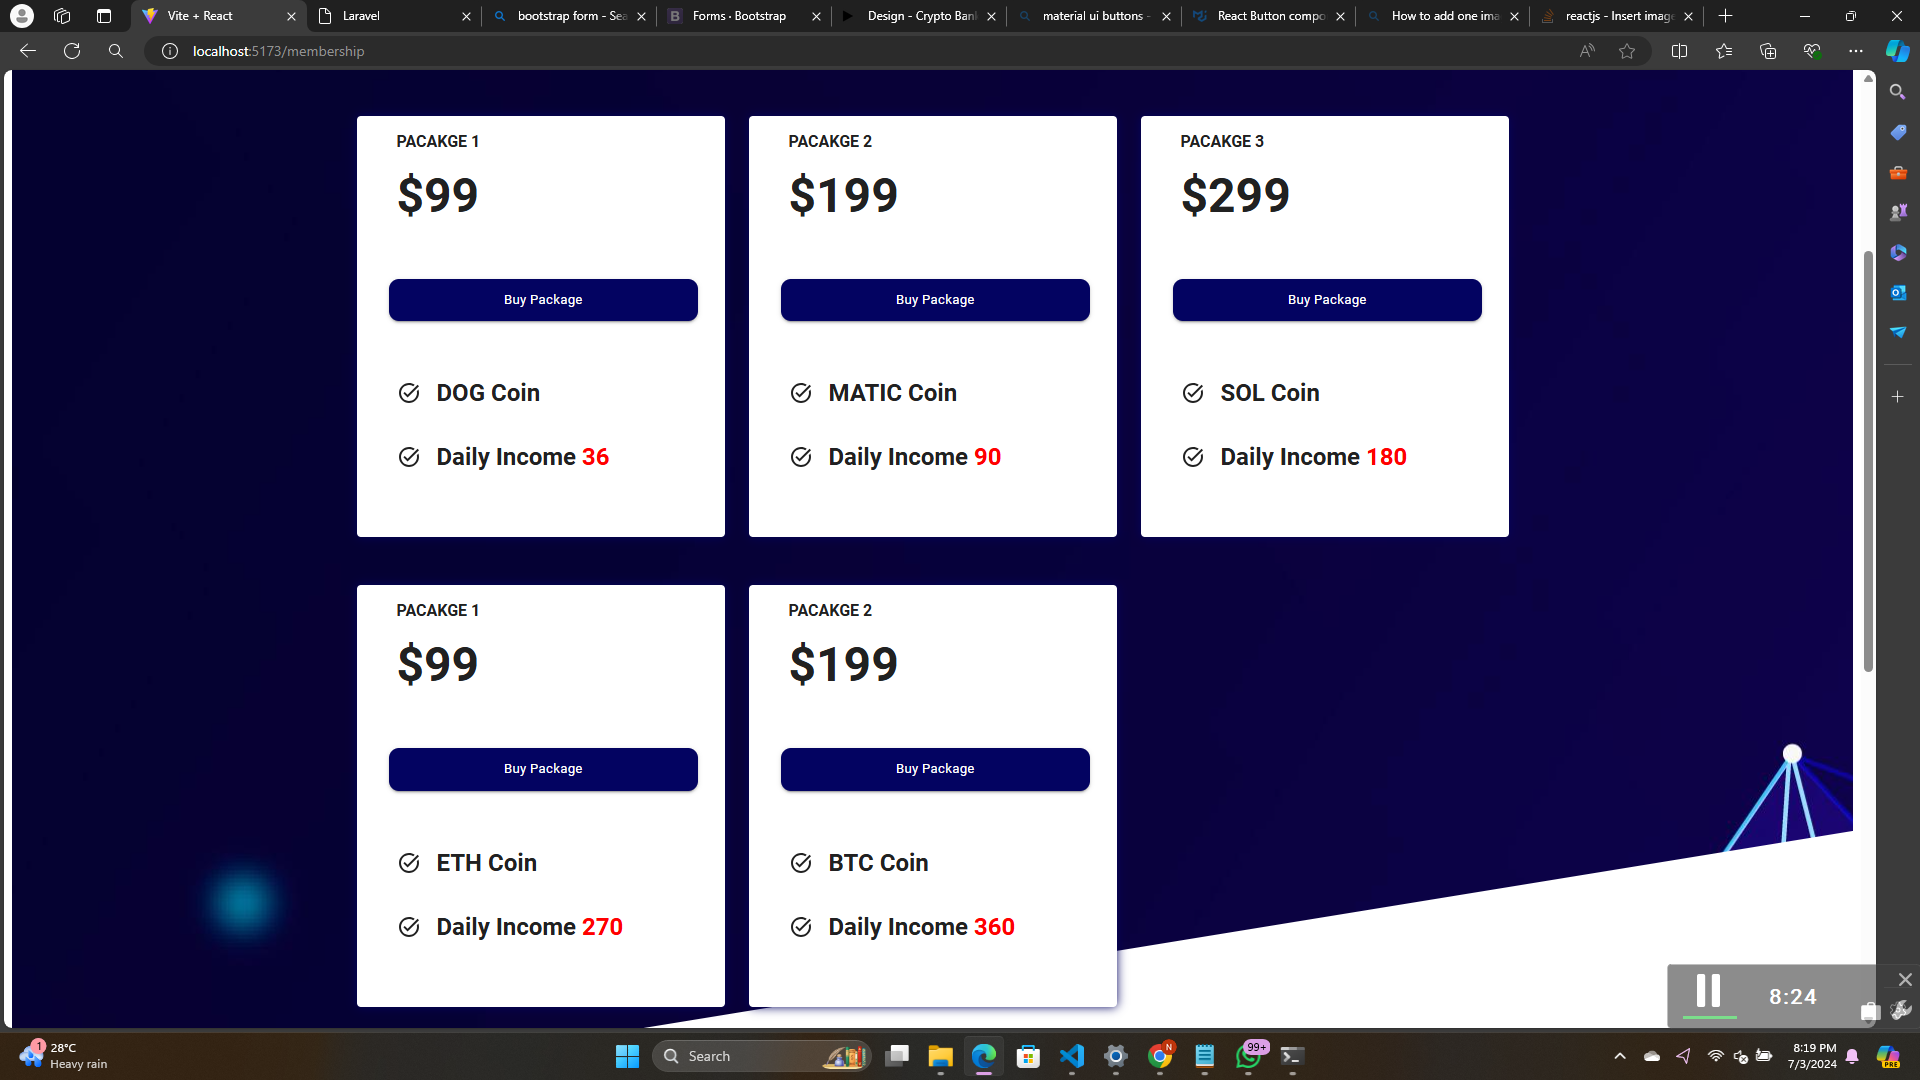 Vite + React
Laravel
bootstrap form - Sea
Forms · Bootstrap
Design - Crypto Ban
material ui buttons -
React Button compo
How to add one ima
reactjs - Insert image
localhost:5173/membership
PACAKGE 1
$99
Buy Package
DOG Coin
Daily Income 36
PACAKGE 2
$199
Buy Package
MATIC Coin
Daily Income 90
PACAKGE 3
$299
Buy Package
SOL Coin
Daily Income 180
PACAKGE 1
$99
Buy Package
ETH Coin
Daily Income 270
PACAKGE 2
$199
Buy Package
BTC Coin
Daily Income 360
8:24
1
28°C
Heavy rain
Search
N
99+
8:19 PM
7/3/2024
PRE